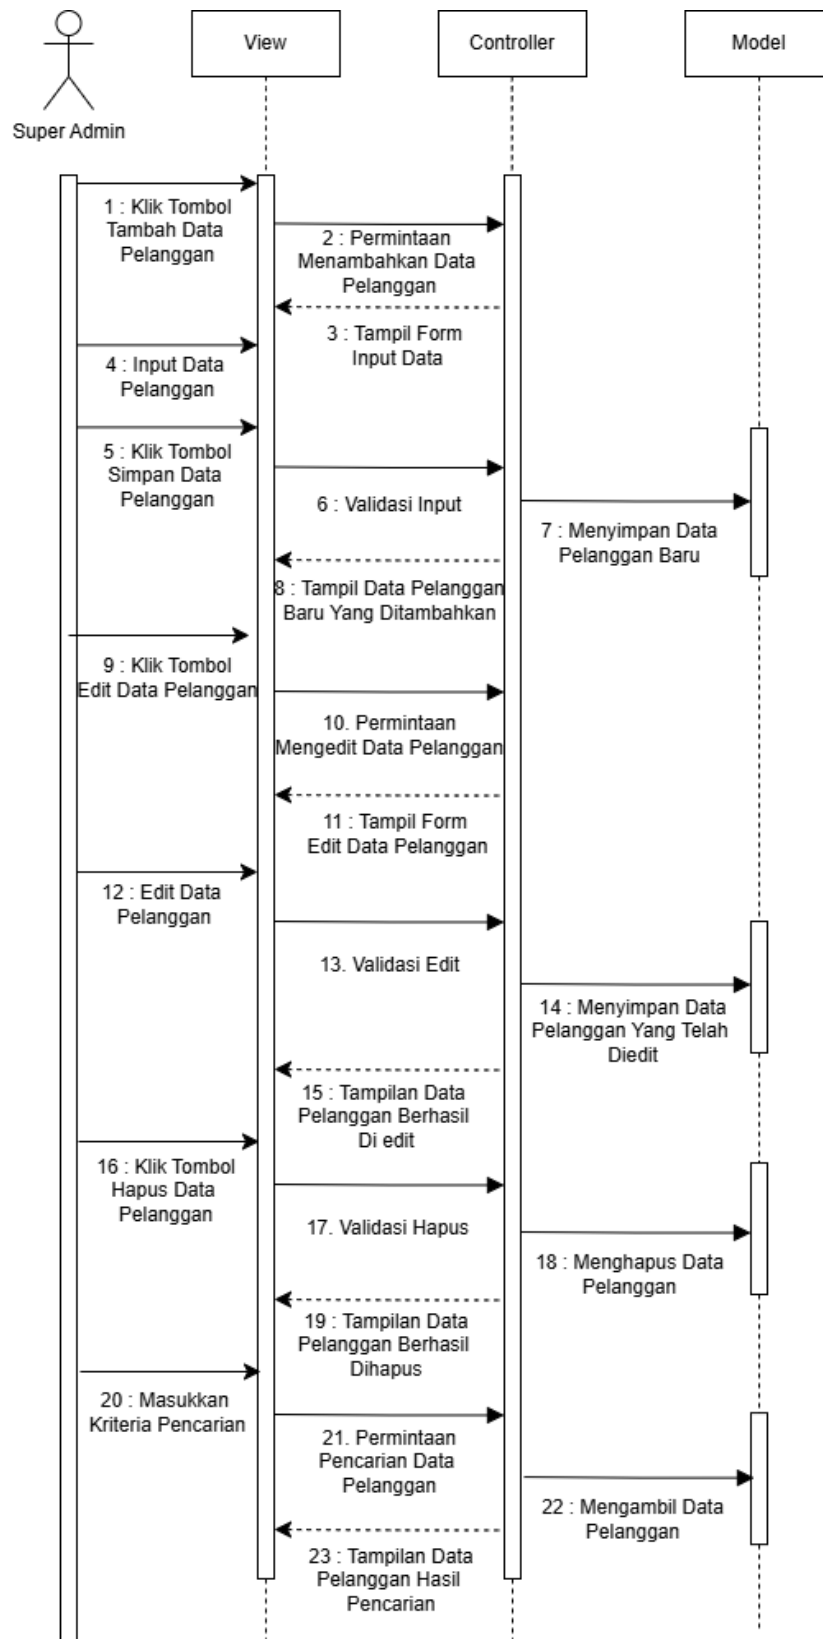 View
Controller
Model
Super Admin
1 : Klik Tombol
Tambah Data
Pelanggan
2 : Permintaan
Menambahkan Data
Pelanggan
3 : Tampil Form
Input Data
4 : Input Data
Pelanggan
5 : Klik Tombol
Simpan Data
Pelanggan
6 : Validasi Input
7 : Menyimpan Data
Pelanggan Baru
8 : Tampil Data Pelanggan
Baru Yang Ditambahkan
9 : Klik Tombol
Edit Data Pelanggan
10. Permintaan
Mengedit Data Pelanggan
11 : Tampil Form
Edit Data Pelanggan
12 : Edit Data
Pelanggan
13. Validasi Edit
14 : Menyimpan Data
Pelanggan Yang Telah
Diedit
15 : Tampilan Data
Pelanggan Berhasil
Di edit
16 : Klik Tombol
Hapus Data
Pelanggan
17. Validasi Hapus
18 : Menghapus Data
Pelanggan
19 : Tampilan Data
Pelanggan Berhasil
Dihapus
20 : Masukkan
Kriteria Pencarian
21. Permintaan
Pencarian Data
Pelanggan
22 : Mengambil Data
Pelanggan
23 : Tampilan Data
Pelanggan Hasil
Pencarian